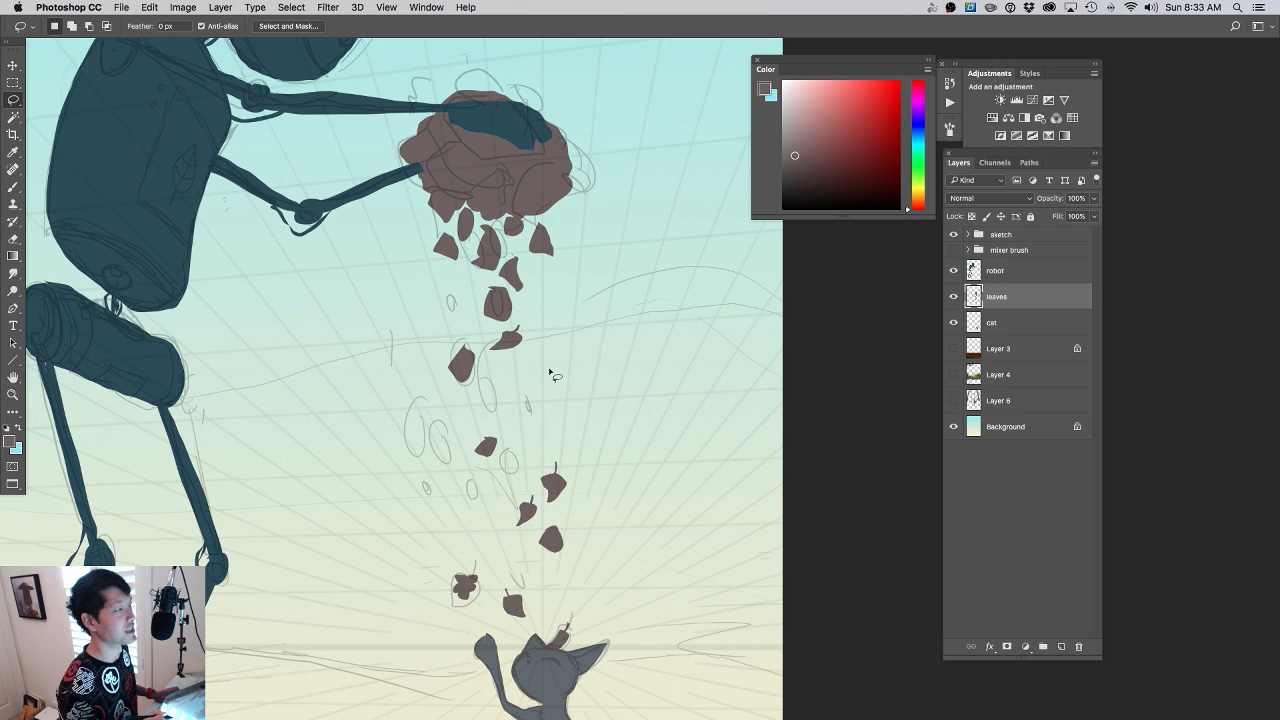 Photoshop CC File Edit Image Layer Type Select Filter 3D View Window Help Sun 8:33 AM
Feather: 0 px Anti-alias Select and Mask...
Color
Adjustments Styles
Add an adjustment
Layers Channels Paths
Kind
Normal Opacity: 100%
Lock: Fill: 100%
sketch
mixer brush
robot
leaves
cat
Layer 3
Layer 4
Layer 6
Background
fx